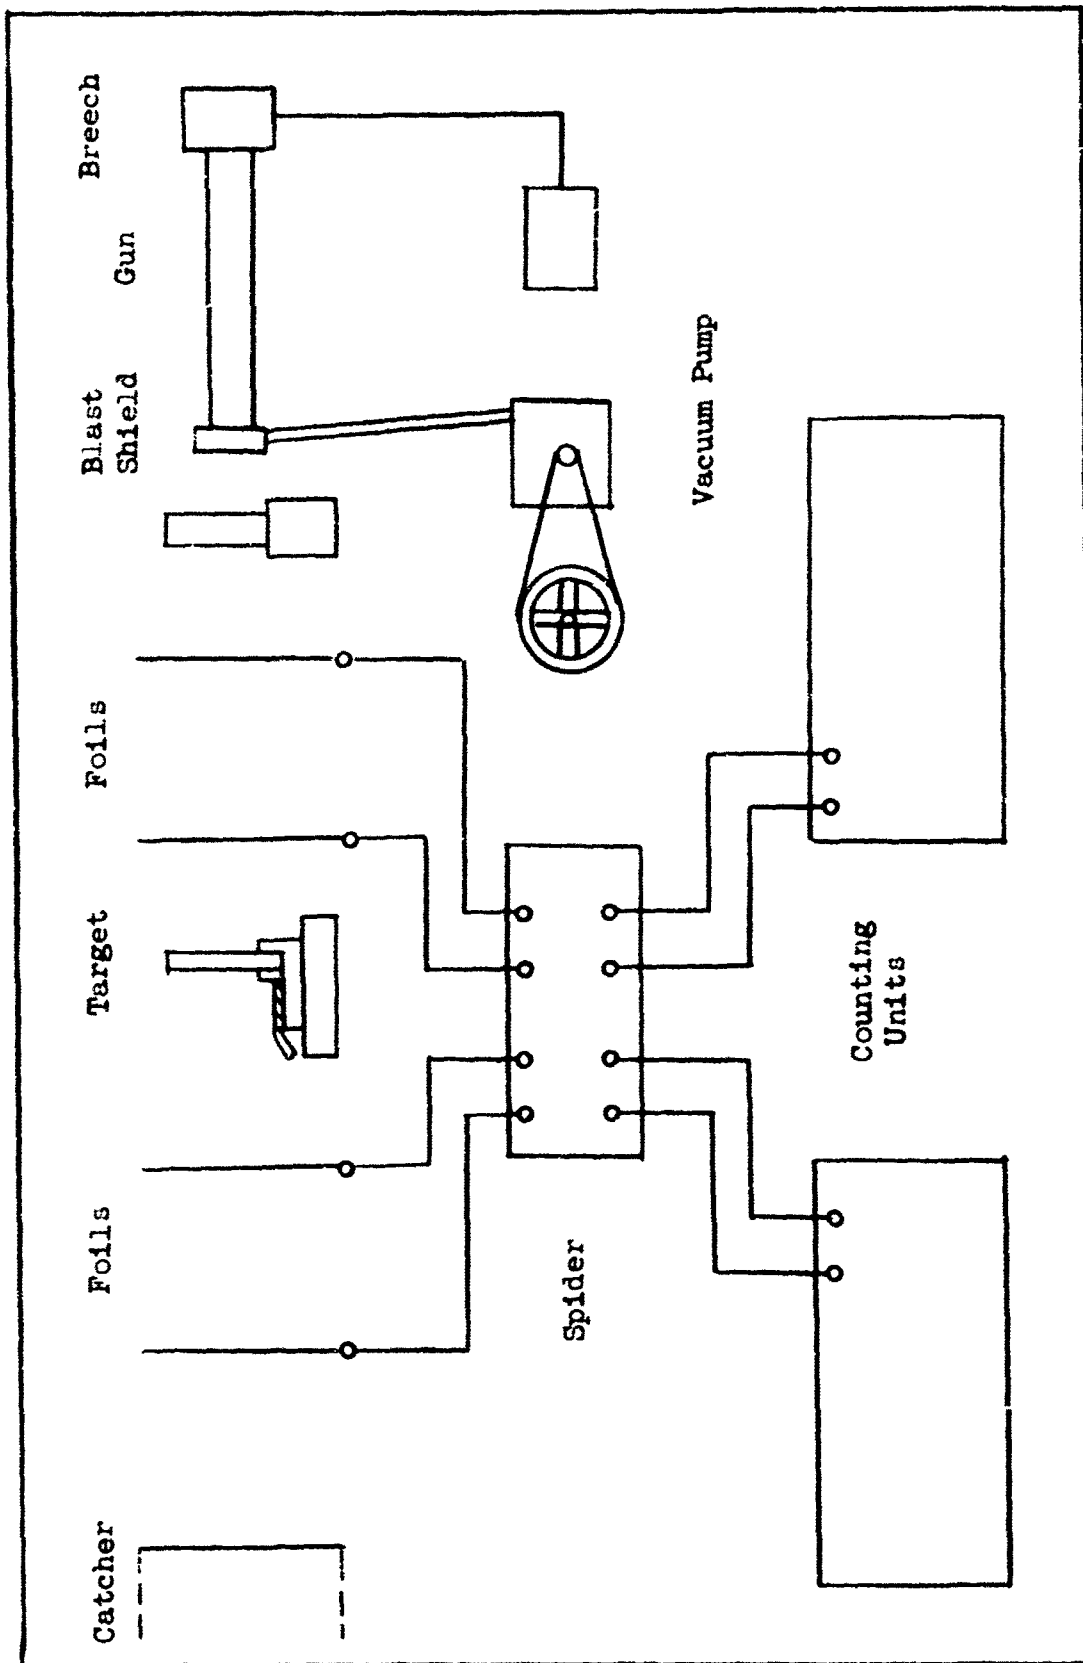 Catcher
Foils
Target
Foils
Blast
Shield
Gun
Breech
Spider
Vacuum Pump
Counting
Units